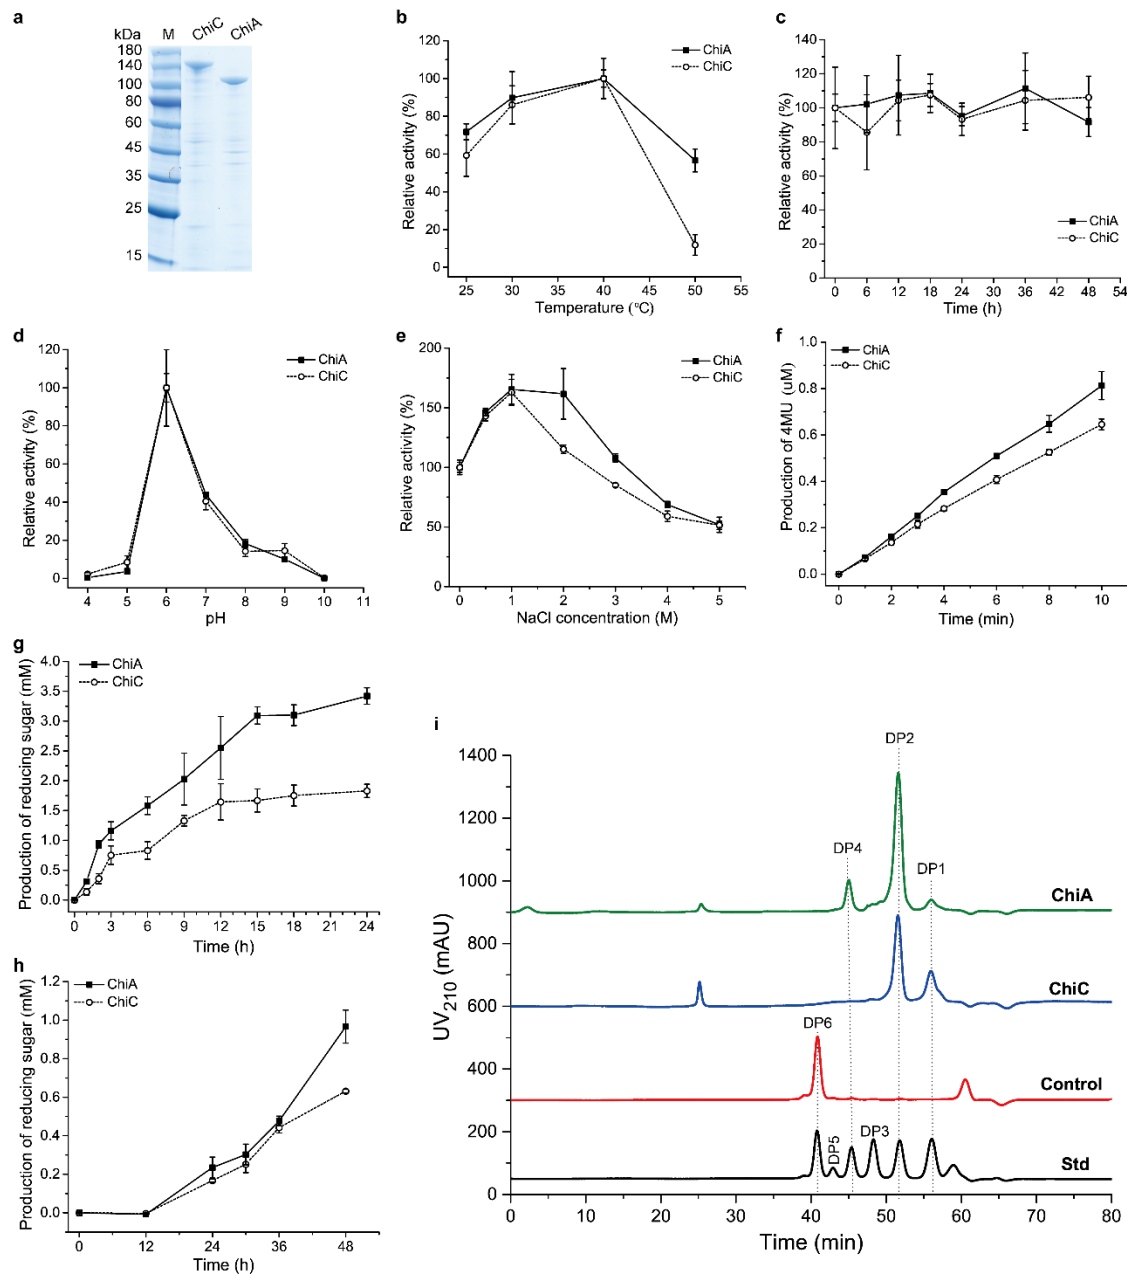 a
kDa M ChiC ChiA
180
140
100
80
60
45
35
25
15
b
120
100
80
60
40
20
0
Relative activity (%)
ChiA
ChiC
25 30 35 40 45 50 55
Temperature (°C)
c
140
120
100
80
60
40
20
0
Relative activity (%)
ChiA
ChiC
0 6 12 18 24 30 36 42 48 54
Time (h)
d
120
100
80
60
40
20
0
Relative activity (%)
ChiA
ChiC
4 5 6 7 8 9 10 11
pH
e
200
150
100
50
0
Relative activity (%)
ChiA
ChiC
0 1 2 3 4 5
NaCl concentration (M)
f
1.0
0.8
0.6
0.4
0.2
0.0
Production of 4MU (uM)
ChiA
ChiC
0 2 4 6 8 10
Time (min)
g
4.0
3.5
3.0
2.5
2.0
1.5
1.0
0.5
0.0
Production of reducing sugar (mM)
ChiA
ChiC
0 3 6 9 12 15 18 21 24
Time (h)
h
1.2
1.0
0.8
0.6
0.4
0.2
0.0
Production of reducing sugar (mM)
ChiA
ChiC
0 12 24 36 48
Time (h)
i
1400
1200
1000
800
600
400
200
0
UV210 (mAU)
DP2
DP4
DP1
ChiA
ChiC
DP6
Control
DP5
DP3
Std
0 10 20 30 40 50 60 70 80
Time (min)